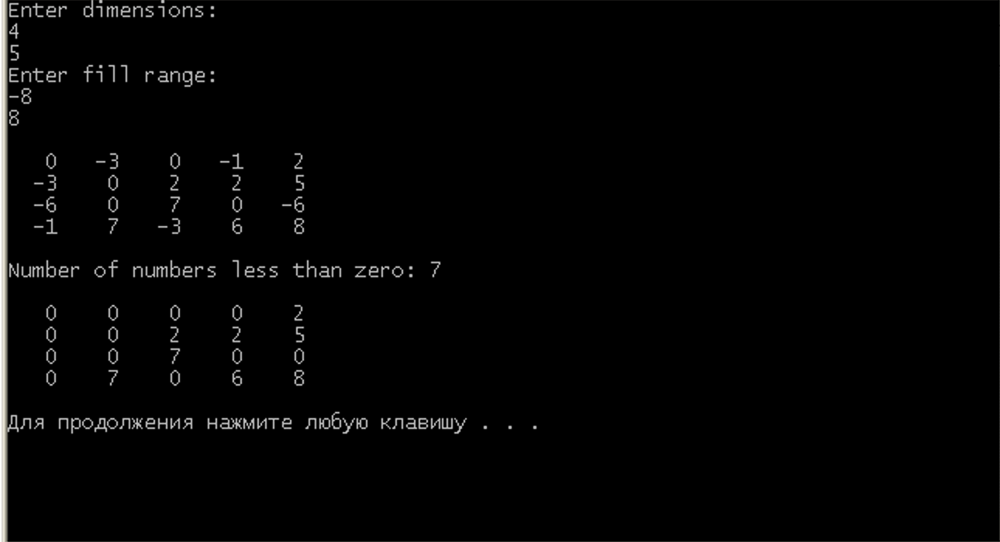 Enter dimensions:
4
5
Enter fill range:
-8
8
0 -3 0 -1 2
-3 0 2 2 5
-6 0 7 0 -6
-1 7 -3 6 8
Number of numbers less than zero: 7
0 0 0 0 2
0 0 2 2 5
0 0 7 0 0
0 7 0 6 8
Для продолжения нажмите любую клавишу . . .